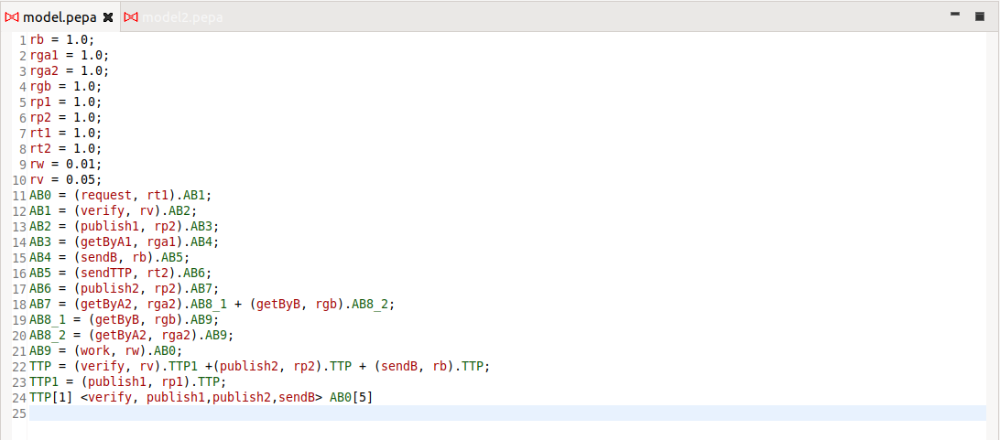 model.pepa model2.pepa
1 rb = 1.0;
2 rga1 = 1.0;
3 rga2 = 1.0;
4 rgb = 1.0;
5 rp1 = 1.0;
6 rp2 = 1.0;
7 rt1 = 1.0;
8 rt2 = 1.0;
9 rw = 0.01;
10 rv = 0.05;
11 AB0 = (request, rt1).AB1;
12 AB1 = (verify, rv).AB2;
13 AB2 = (publish1, rp2).AB3;
14 AB3 = (getByA1, rga1).AB4;
15 AB4 = (sendB, rb).AB5;
16 AB5 = (sendTTP, rt2).AB6;
17 AB6 = (publish2, rp2).AB7;
18 AB7 = (getByA2, rga2).AB8_1 + (getByB, rgb).AB8_2;
19 AB8_1 = (getByB, rgb).AB9;
20 AB8_2 = (getByA2, rga2).AB9;
21 AB9 = (work, rw).AB0;
22 TTP = (verify, rv).TTP1 +(publish2, rp2).TTP + (sendB, rb).TTP;
23 TTP1 = (publish1, rp1).TTP;
24 TTP[1] <verify, publish1,publish2,sendB> AB0[5]
25